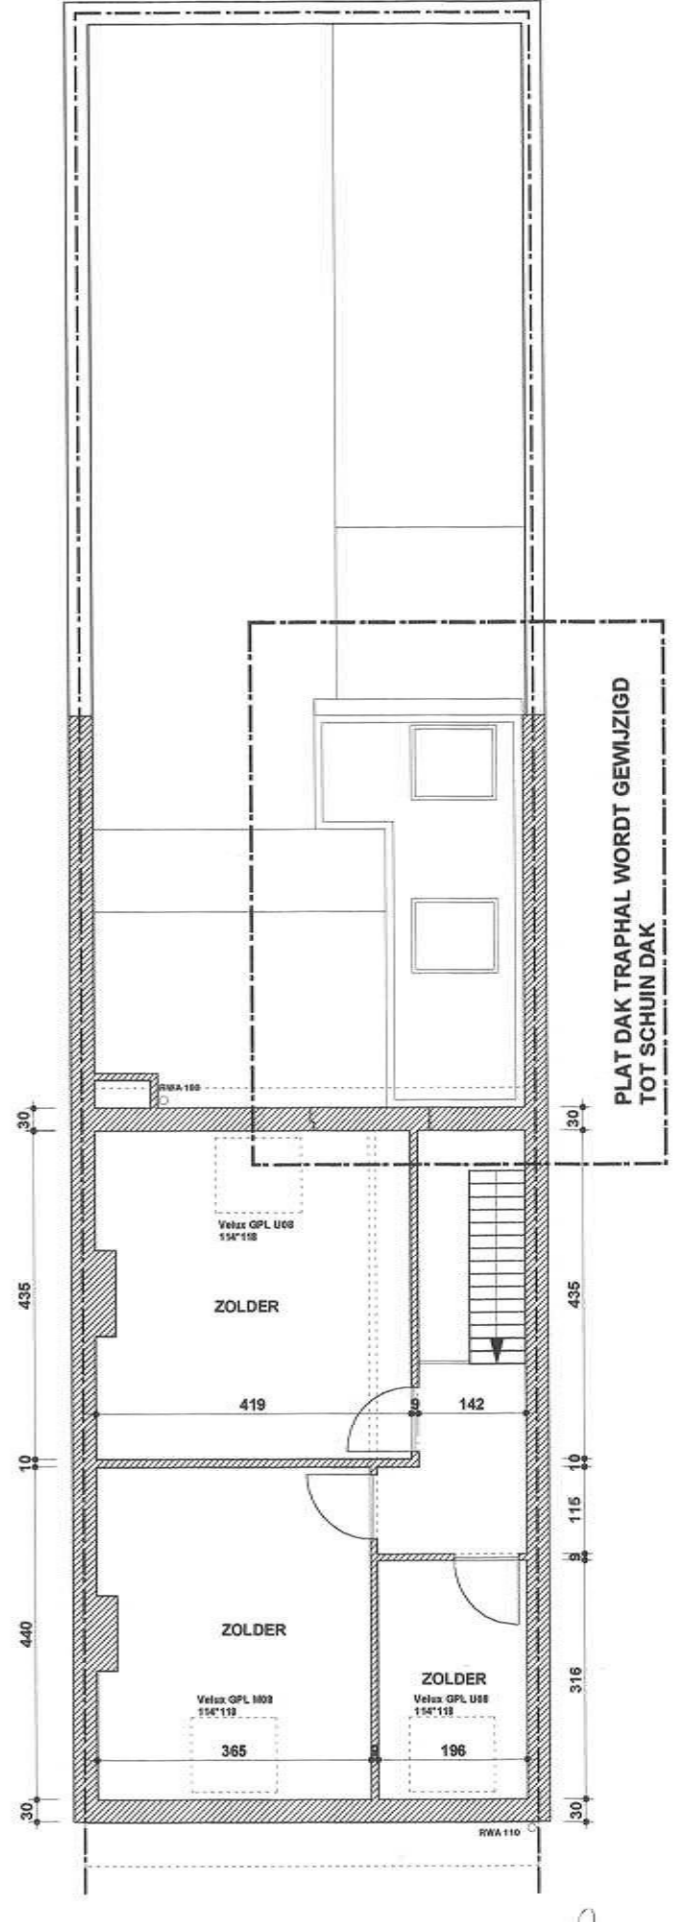 PLAT DAK TRAPHAL WORDT GEWIJZIGD
TOT SCHUIN DAK
RWA 100
30
30
Velux GPL U08
114*118
ZOLDER
435
435
419
9
142
10
10
115
9
ZOLDER
440
ZOLDER
316
Velux GPL M08
114*118
Velux GPL U08
114*118
365
196
30
30
RWA 110